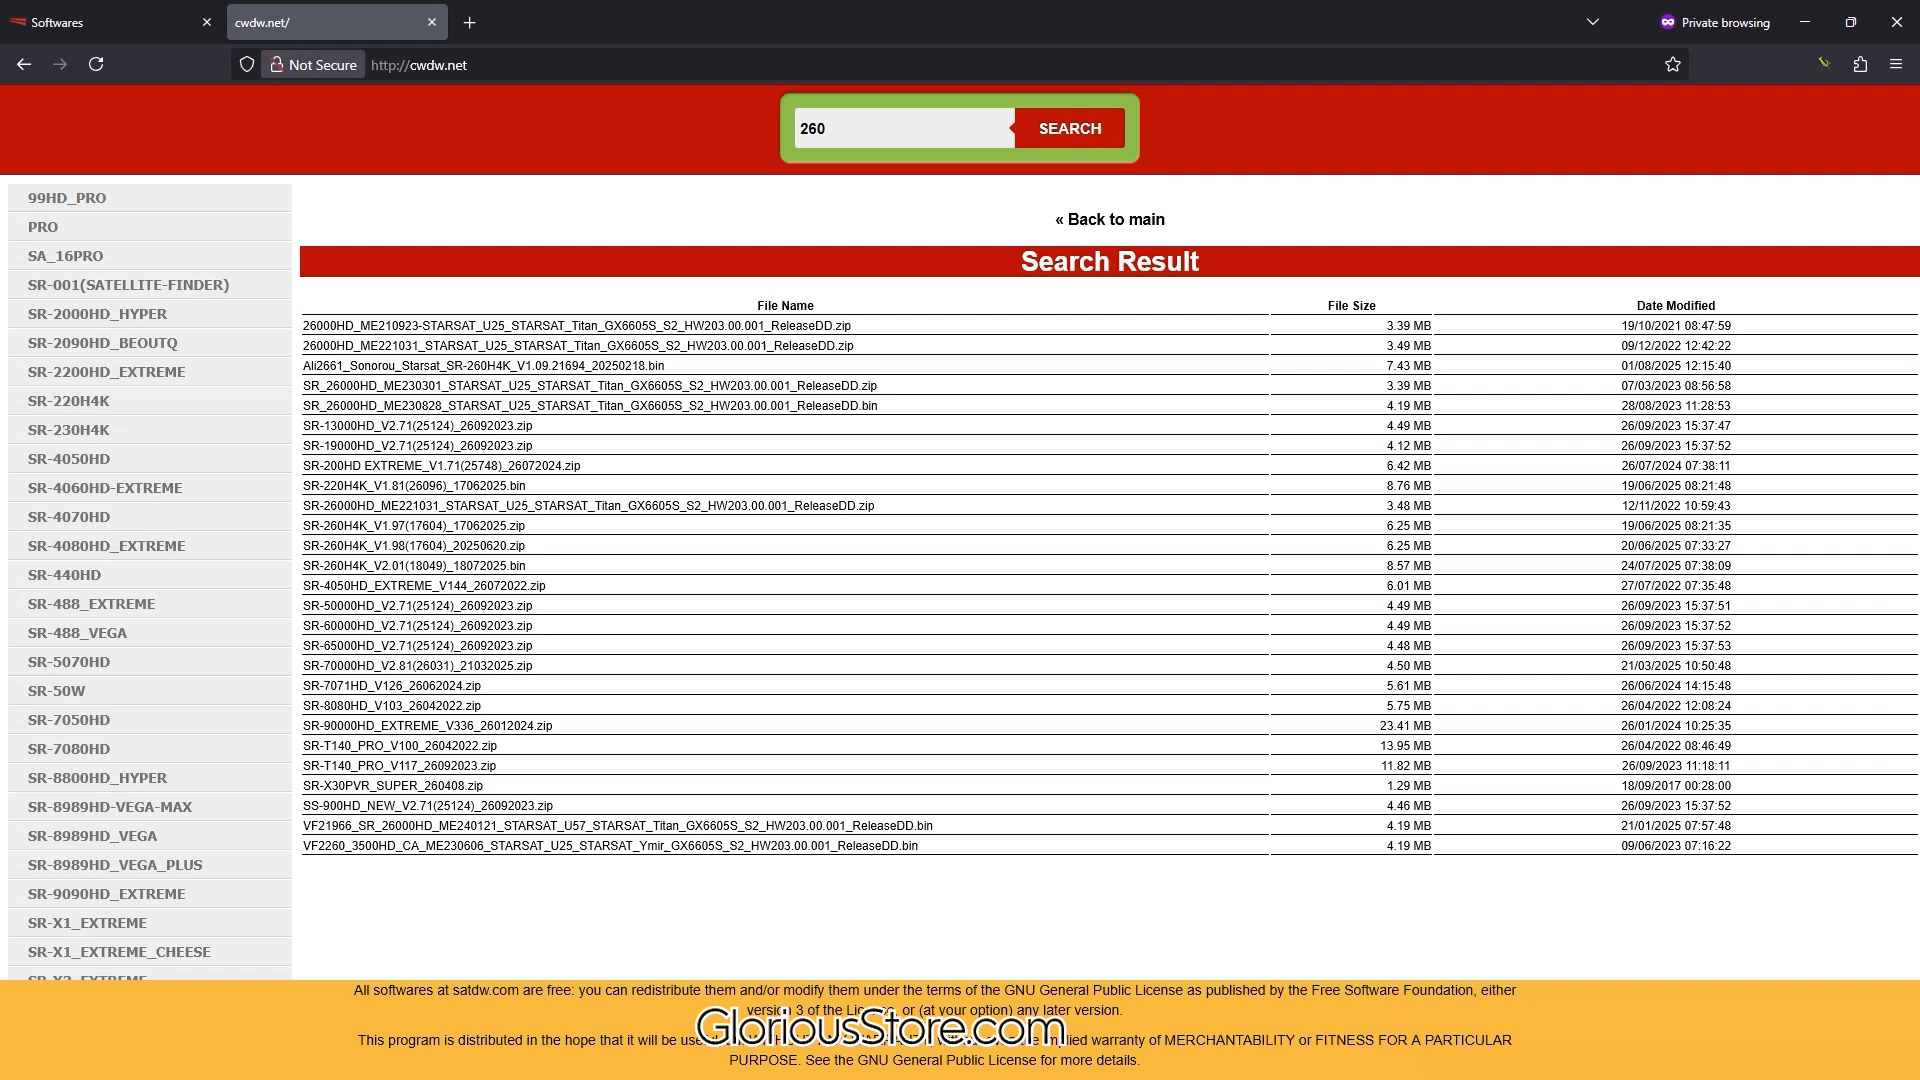 Softwares
cwdw.net/
Private browsing
Not Secure
http://cwdw.net
260
SEARCH
99HD_PRO
PRO
SA_16PRO
SR-001(SATELLITE-FINDER)
SR-2000HD_HYPER
SR-2090HD_BEOUTQ
SR-2200HD_EXTREME
SR-220H4K
SR-230H4K
SR-4050HD
SR-4060HD-EXTREME
SR-4070HD
SR-4080HD_EXTREME
SR-440HD
SR-488_EXTREME
SR-488_VEGA
SR-5070HD
SR-50W
SR-7050HD
SR-7080HD
SR-8800HD_HYPER
SR-8989HD-VEGA-MAX
SR-8989HD_VEGA
SR-8989HD_VEGA_PLUS
SR-9090HD_EXTREME
SR-X1_EXTREME
SR-X1_EXTREME_CHEESE
« Back to main
Search Result
File Name File Size Date Modified
26000HD_ME210923-STARSAT_U25_STARSAT_Titan_GX6605S_S2_HW203.00.001_ReleaseDD.zip 3.39 MB 19/10/2021 08:47:59
26000HD_ME221031_STARSAT_U25_STARSAT_Titan_GX6605S_S2_HW203.00.001_ReleaseDD.zip 3.49 MB 09/12/2022 12:42:22
Ali2661_Sonorou_Starsat_SR-260H4K_V1.09.21694_20250218.bin 7.43 MB 01/08/2025 12:15:40
SR_26000HD_ME230301_STARSAT_U25_STARSAT_Titan_GX6605S_S2_HW203.00.001_ReleaseDD.zip 3.39 MB 07/03/2023 08:56:58
SR_26000HD_ME230828_STARSAT_U25_STARSAT_Titan_GX6605S_S2_HW203.00.001_ReleaseDD.bin 4.19 MB 28/08/2023 11:28:53
SR-13000HD_V2.71(25124)_26092023.zip 4.49 MB 26/09/2023 15:37:47
SR-19000HD_V2.71(25124)_26092023.zip 4.12 MB 26/09/2023 15:37:52
SR-200HD EXTREME_V1.71(25748)_26072024.zip 6.42 MB 26/07/2024 07:38:11
SR-220H4K_V1.81(26096)_17062025.bin 8.76 MB 19/06/2025 08:21:48
SR-26000HD_ME221031_STARSAT_U25_STARSAT_Titan_GX6605S_S2_HW203.00.001_ReleaseDD.zip 3.48 MB 12/11/2022 10:59:43
SR-260H4K_V1.97(17604)_17062025.zip 6.25 MB 19/06/2025 08:21:35
SR-260H4K_V1.98(17604)_20250620.zip 6.25 MB 20/06/2025 07:33:27
SR-260H4K_V2.01(18049)_18072025.bin 8.57 MB 24/07/2025 07:38:09
SR-4050HD_EXTREME_V144_26072022.zip 6.01 MB 27/07/2022 07:35:48
SR-50000HD_V2.71(25124)_26092023.zip 4.49 MB 26/09/2023 15:37:51
SR-60000HD_V2.71(25124)_26092023.zip 4.49 MB 26/09/2023 15:37:52
SR-65000HD_V2.71(25124)_26092023.zip 4.48 MB 26/09/2023 15:37:53
SR-70000HD_V2.81(26031)_21032025.zip 4.50 MB 21/03/2025 10:50:48
SR-7071HD_V126_26062024.zip 5.61 MB 26/06/2024 14:15:48
SR-8080HD_V103_26042022.zip 5.75 MB 26/04/2022 12:08:24
SR-90000HD_EXTREME_V336_26012024.zip 23.41 MB 26/01/2024 10:25:35
SR-T140_PRO_V100_26042022.zip 13.95 MB 26/04/2022 08:46:49
SR-T140_PRO_V117_26092023.zip 11.82 MB 26/09/2023 11:18:11
SR-X30PVR_SUPER_260408.zip 1.29 MB 18/09/2017 00:28:00
SS-900HD_NEW_V2.71(25124)_26092023.zip 4.46 MB 26/09/2023 15:37:52
VF21966_SR_26000HD_ME240121_STARSAT_U57_STARSAT_Titan_GX6605S_S2_HW203.00.001_ReleaseDD.bin 4.19 MB 21/01/2025 07:57:48
VF2260_3500HD_CA_ME230606_STARSAT_U25_STARSAT_Ymir_GX6605S_S2_HW203.00.001_ReleaseDD.bin 4.19 MB 09/06/2023 07:16:22
All softwares at satdw.com are free: you can redistribute them and/or modify them under the terms of the GNU General Public License as published by the Free Software Foundation, either
version 3 of the or (at your option) any later version.
GloriousStore.com
This program is distributed in the hope that it will be warranty of MERCHANTABILITY or FITNESS FOR A PARTICULAR
PURPOSE. See the GNU General Public License for more details.